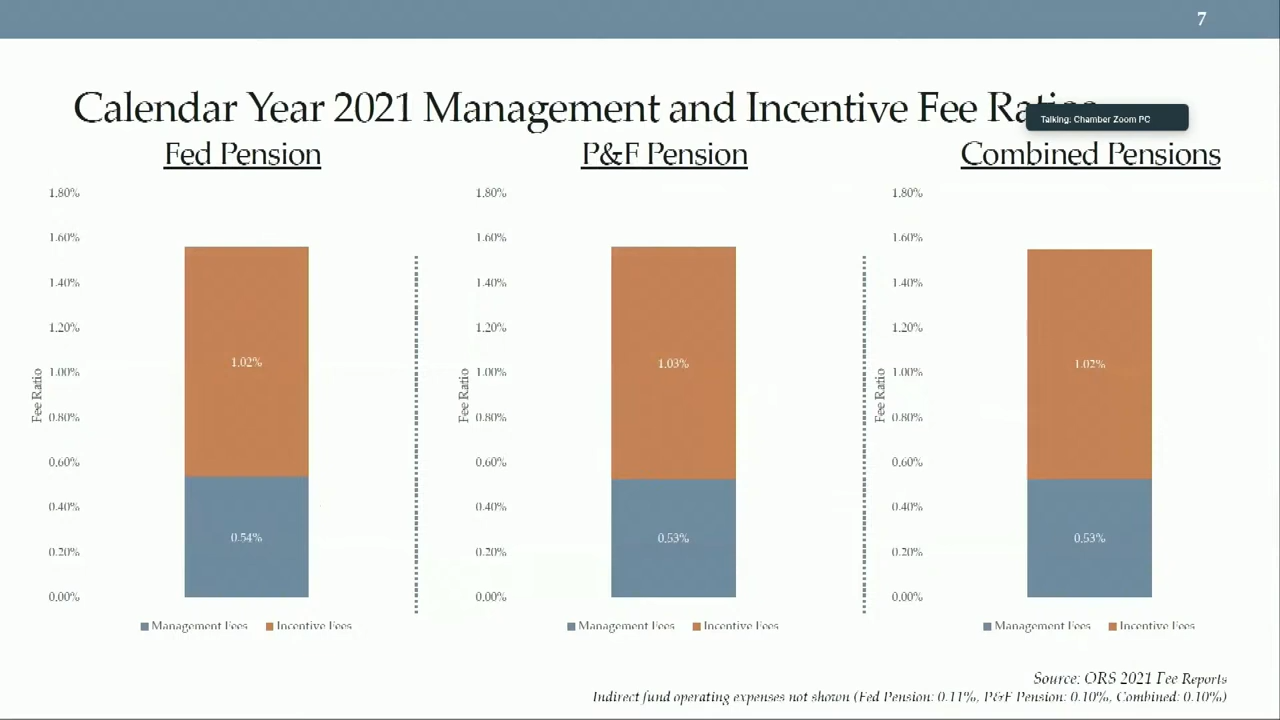 7
Calendar Year 2021 Management and Incentive Fee
Talking: Chamber Zoom PC
Fed Pension
P&F Pension
Combined Pensions
1.80%
1.60%
1.40%
1.20%
1.00%
0.80%
0.60%
0.40%
0.20%
0.00%
Fee Ratio
1.02%
0.54%
Management Fees
Incentive Fees
1.80%
1.60%
1.40%
1.20%
1.00%
0.80%
0.60%
0.40%
0.20%
0.00%
Fee Ratio
1.03%
0.53%
Management Fees
Incentive Fees
1.80%
1.60%
1.40%
1.20%
1.00%
0.80%
0.60%
0.40%
0.20%
0.00%
Fee Ratio
1.02%
0.53%
Management Fees
Incentive Fees
Source: ORS 2021 Fee Reports
Indirect fund operating expenses not shown (Fed Pension: 0.11%, P&F Pension: 0.10%, Combined: 0.10%)